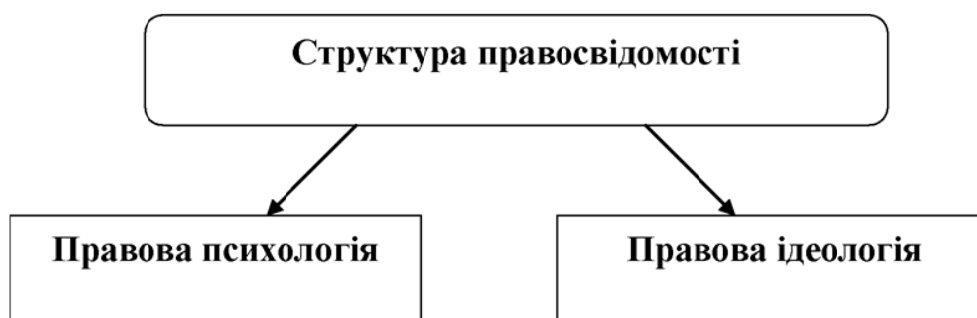 Структура правосвідомості
Правова психологія
Правова ідеологія